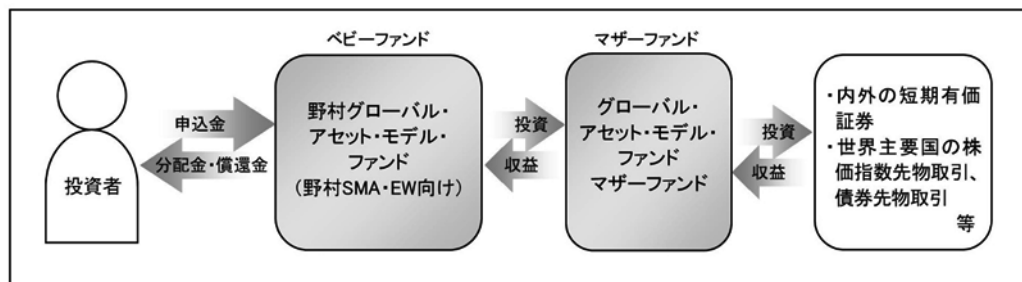 ベビーファンド
マザーファンド
投資者
申込金
分配金・償還金
野村グローバル・
アセット・モデル・
ファンド
(野村SMA・EW向け)
投資
収益
グローバル・
アセット・モデル・
ファンド
マザーファンド
投資
収益
・内外の短期有価
証券
・世界主要国の株
価指数先物取引、
債券先物取引
等